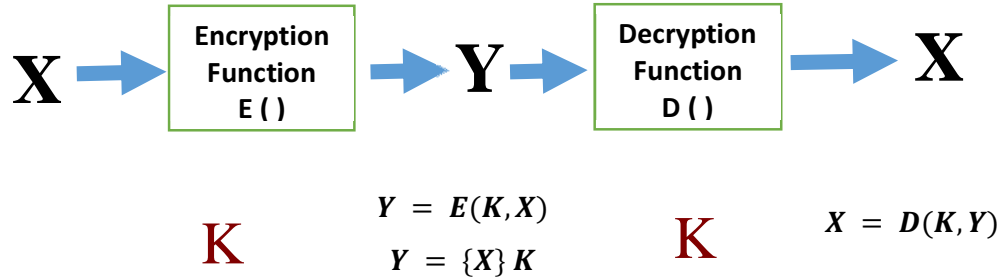 X
Encryption
Function
E ( )
Y
Decryption
Function
D ( )
X
K
Y = E(K, X)
Y = {X} K
K
X = D(K, Y)